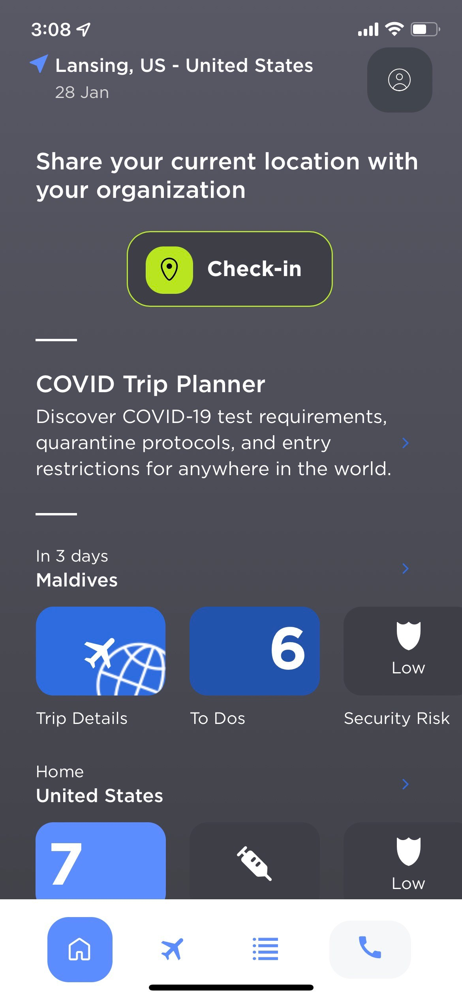 3:08
Lansing, US - United States
28 Jan
Share your current location with
your organization
Check-in
COVID Trip Planner
Discover COVID-19 test requirements,
quarantine protocols, and entry
restrictions for anywhere in the world.
In 3 days
Maldives
6
Low
Trip Details
To Dos
Security Risk
Home
United States
7
Low